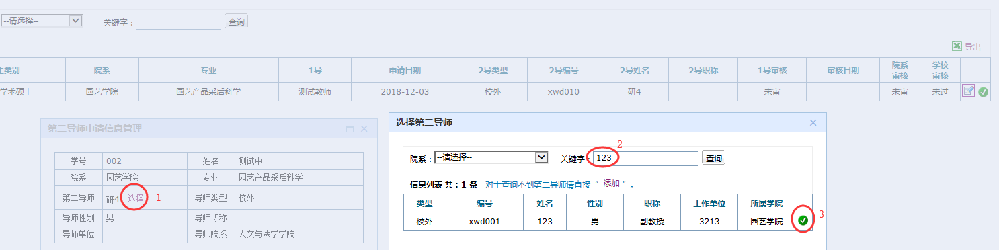 --请选择-- 关键字： 查询
导出
生类别 院系 专业 1导 申请日期 2导类型 2导编号 2导姓名 2导职称 1导审核 审核日期 院系审核 学校审核
学术硕士 园艺学院 园艺产品采后科学 测试教师 2018-12-03 校外 xwd010 研4 未审 未审 未过
第二导师申请信息管理
学号 002 姓名 测试中
院系 园艺学院 专业 园艺产品采后科学
第二导师 研4 选择 1 导师类型 校外
导师性别 男 导师职称
导师单位 导师院系 人文与法学学院
选择第二导师
2
院系： --请选择-- 关键字： 123 查询
信息列表 共：1 条 对于查询不到第二导师请直接“ 添加 ”。
类型 编号 姓名 性别 职称 工作单位 所属学院
校外 xwd001 123 男 副教授 3213 园艺学院 3